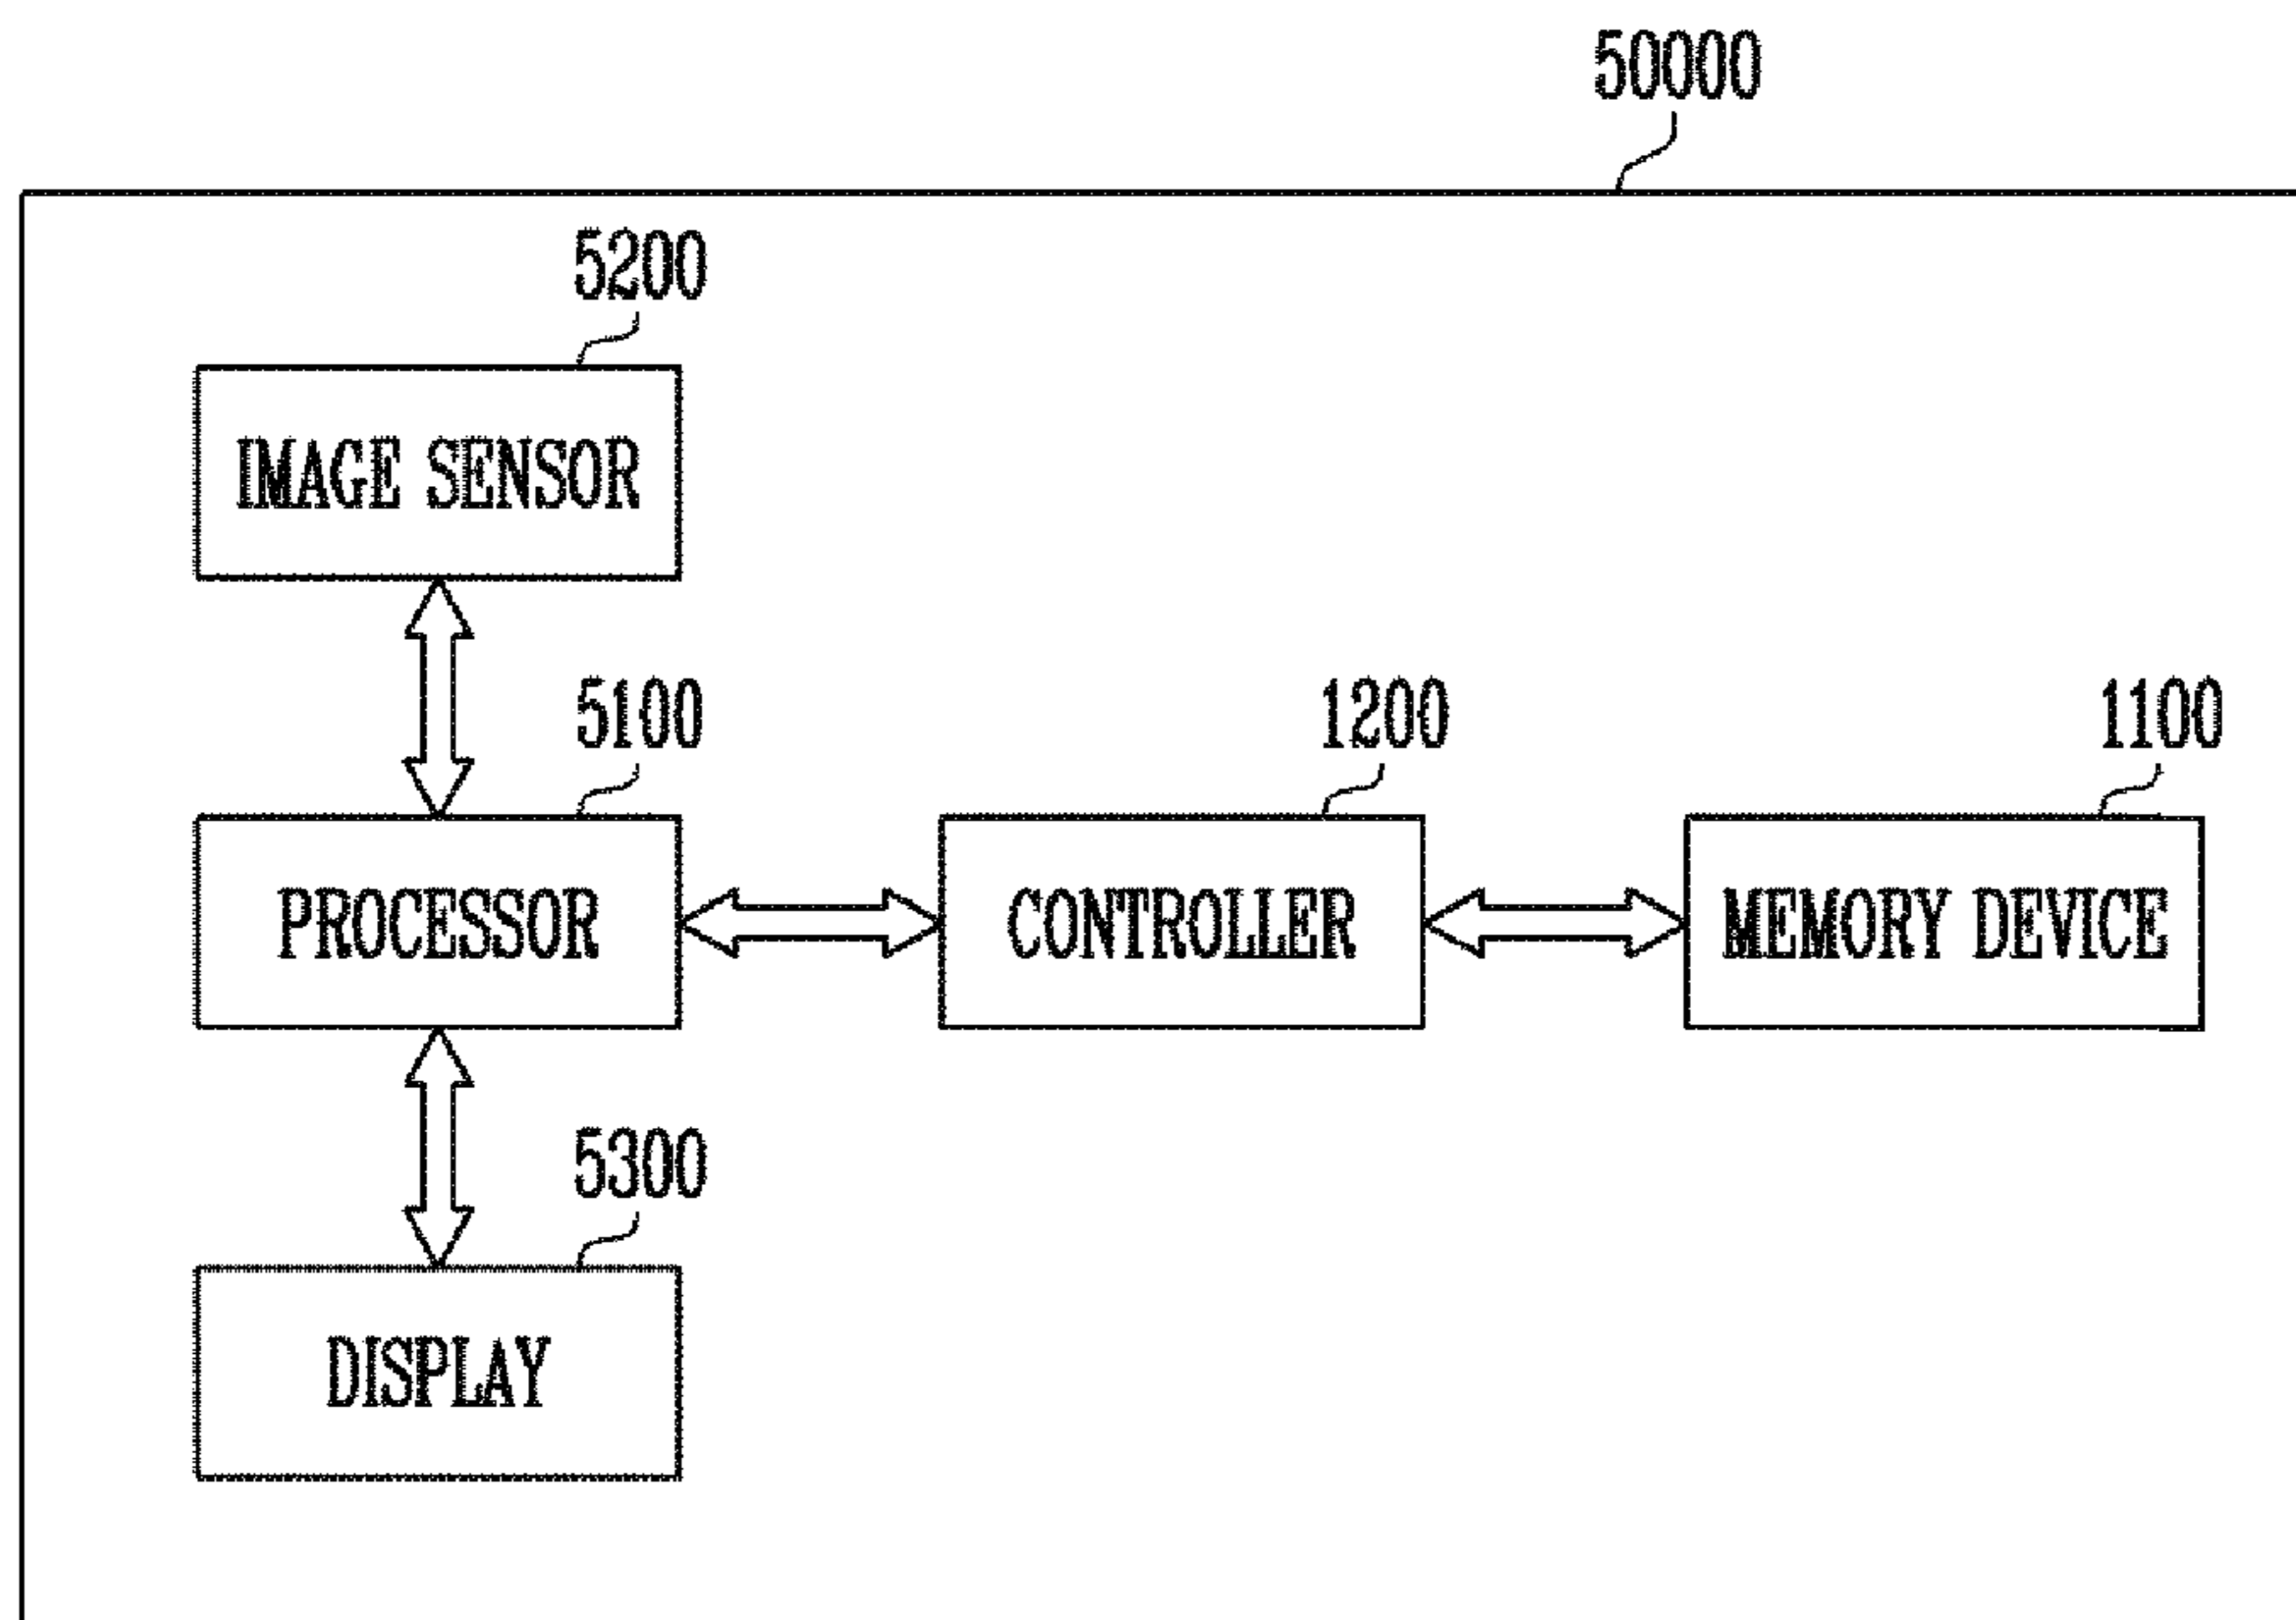 50000
5200
IMAGE SENSOR
5100
1200
1100
PROCESSOR
CONTROLLER
MEMORY DEVICE
5300
DISPLAY